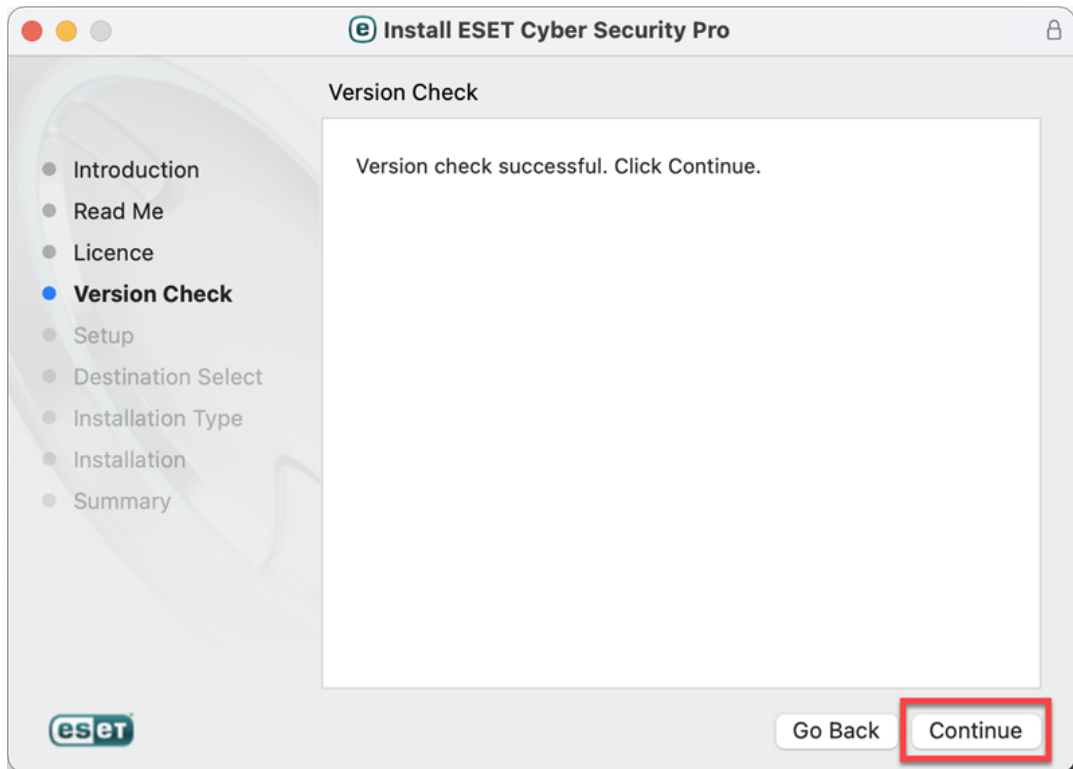 e Install ESET Cyber Security Pro
Version Check
Introduction
Read Me
Licence
Version Check
Setup
Destination Select
Installation Type
Installation
Summary
Version check successful. Click Continue.
eseT
Go Back
Continue